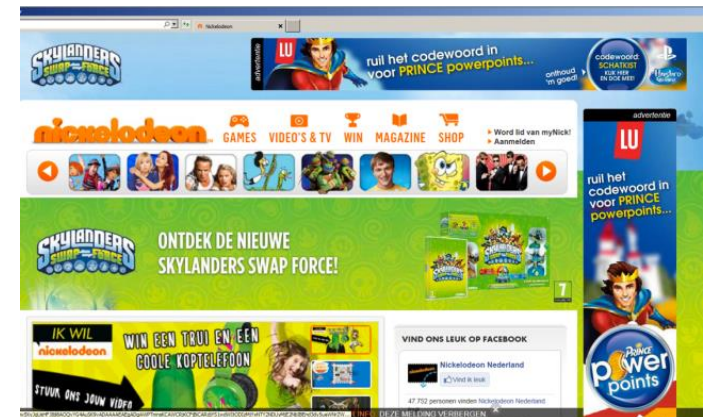 Nickelodeon
SKYLANDERS
SWAP FORCE
advertentie
LU
ruil het codewoord in
voor PRINCE powerpoints...
onthoud
'm goed!
codewoord:
SCHATKIST
KLIK HIER
EN DOE MEE!
nickelodeon
GAMES
VIDEO'S & TV
WIN
MAGAZINE
SHOP
Word lid van myNick!
Aanmelden
advertentie
LU
ruil het
codewoord in
voor PRINCE
powerpoints...
SKYLANDERS
SWAP FORCE
ONTDEK DE NIEUWE
SKYLANDERS SWAP FORCE!
7
IK WIL
nickelodeon
WIN EEN TRUI EN EEN
COOLE KOPTELEFOON
STUUR ONS JOUW VIDEO
VIND ONS LEUK OP FACEBOOK
Nickelodeon Nederland
Vind ik leuk
47.732 personen vinden Nickelodeon Nederland
PRINCE
power
points
INFO
DEZE MELDING VERBERGEN